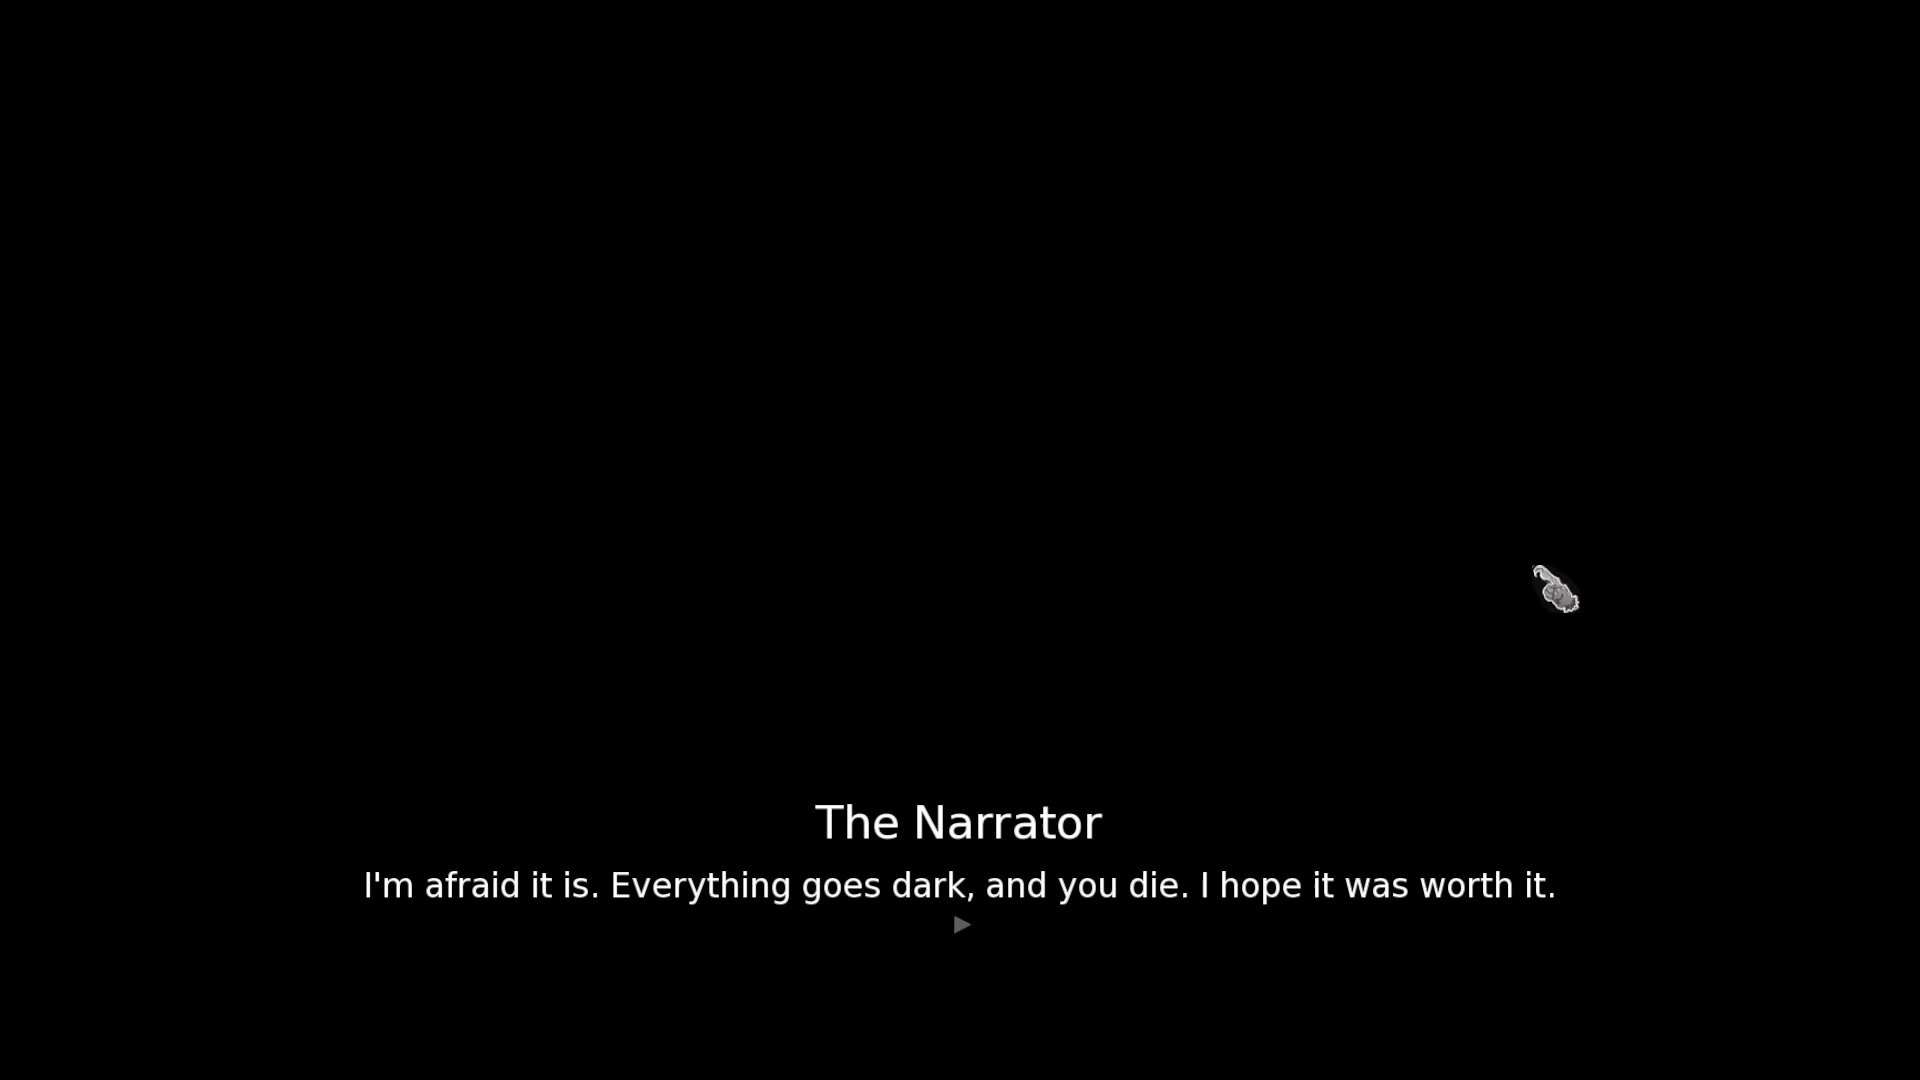 The Narrator
I'm afraid it is. Everything goes dark, and you die. I hope it was worth it.